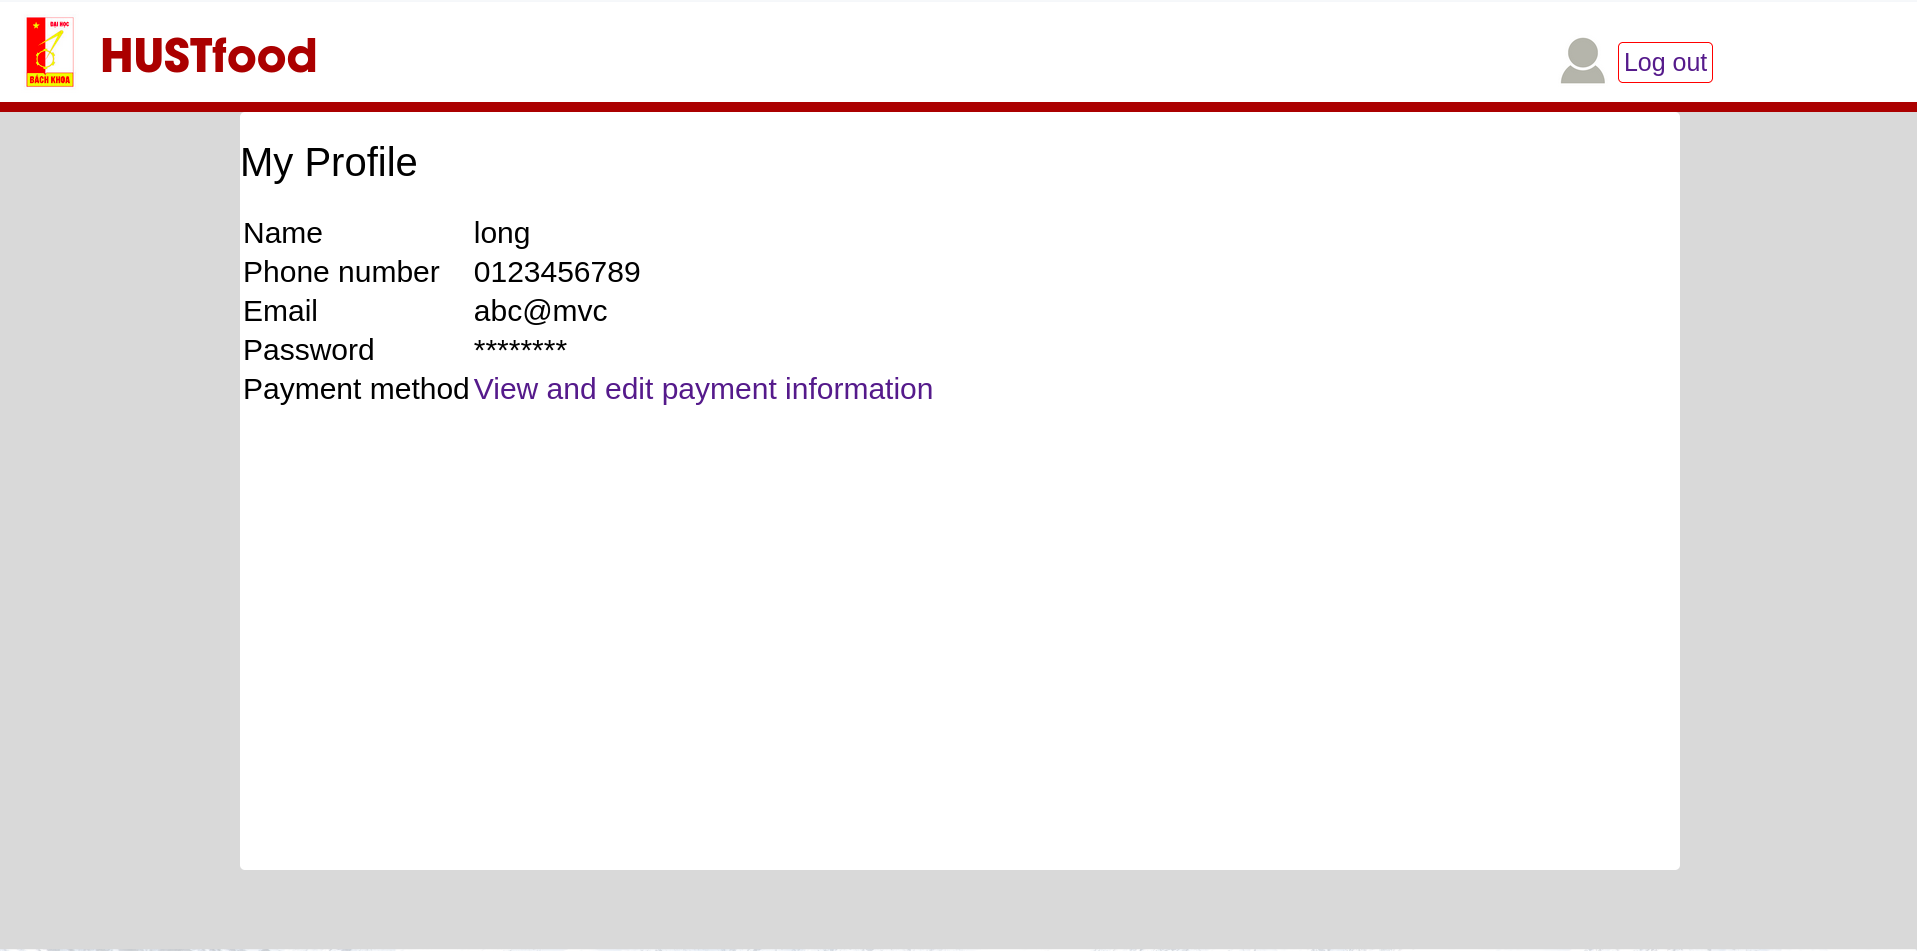 ĐẠI HỌC
BÁCH KHOA
HUSTfood
Log out
My Profile
Name long
Phone number 0123456789
Email abc@mvc
Password ********
Payment method View and edit payment information